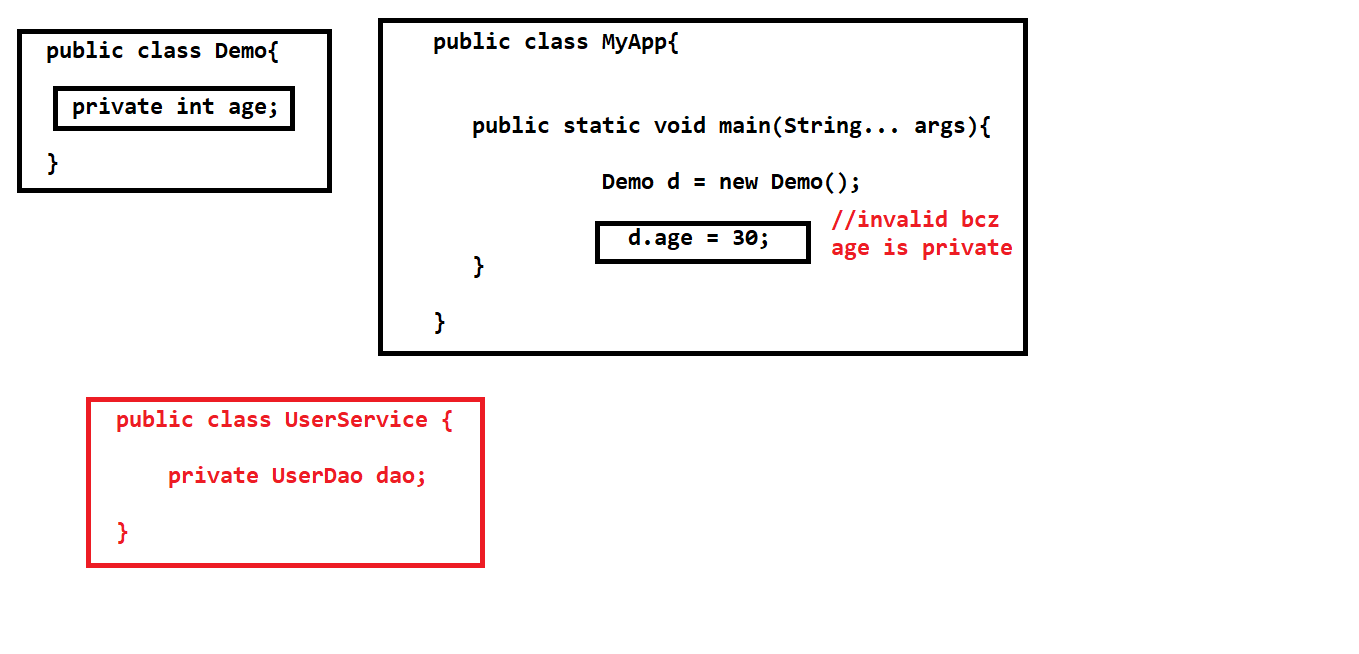 public class Demo{
private int age;
}
public class MyApp{
public static void main(String... args){
Demo d = new Demo();
d.age = 30;
//invalid bcz
age is private
}
}
public class UserService {
private UserDao dao;
}